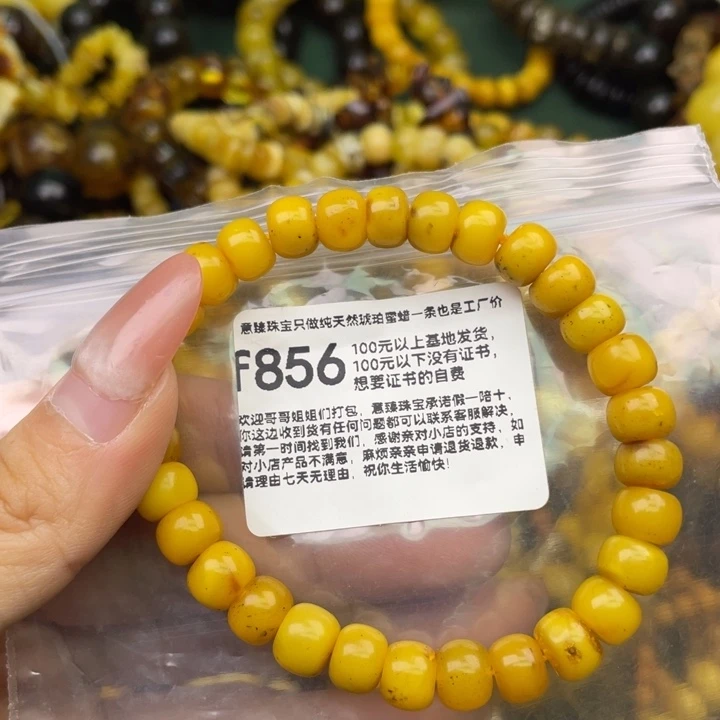 意臻珠宝只做纯天然琥珀蜜蜡一条也是工厂价
f856
100元以上基地发货，
100元以下没有证书，
想要证书的自费
欢迎哥哥姐姐们打包，意臻珠宝承诺假一赔十、
你这边收到货有任何问题都可以联系客服解决，
请第一时间找到我们，感谢亲对小店的支持、如
对小店产品不满意，麻烦亲亲申请退货退款，申
请理由七天无理由，祝你生活愉快！